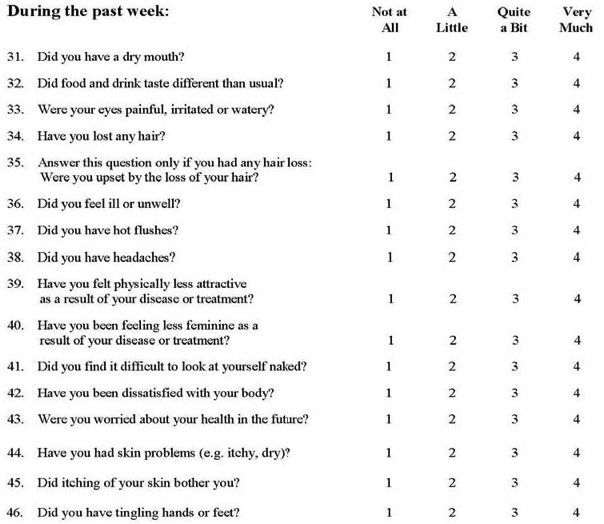 During the past week: Not at All A Little Quite a Bit Very Much
31. Did you have a dry mouth? 1 2 3 4
32. Did food and drink taste different than usual? 1 2 3 4
33. Were your eyes painful, irritated or watery? 1 2 3 4
34. Have you lost any hair? 1 2 3 4
35. Answer this question only if you had any hair loss:
Were you upset by the loss of your hair? 1 2 3 4
36. Did you feel ill or unwell? 1 2 3 4
37. Did you have hot flushes? 1 2 3 4
38. Did you have headaches? 1 2 3 4
39. Have you felt physically less attractive
as a result of your disease or treatment? 1 2 3 4
40. Have you been feeling less feminine as a
result of your disease or treatment? 1 2 3 4
41. Did you find it difficult to look at yourself naked? 1 2 3 4
42. Have you been dissatisfied with your body? 1 2 3 4
43. Were you worried about your health in the future? 1 2 3 4
44. Have you had skin problems (e.g. itchy, dry)? 1 2 3 4
45. Did itching of your skin bother you? 1 2 3 4
46. Did you have tingling hands or feet? 1 2 3 4